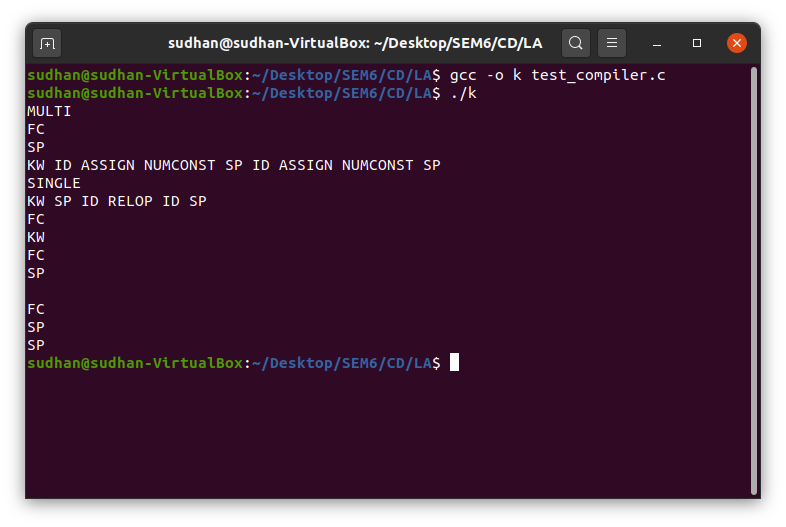 sudhan@sudhan-VirtualBox: ~/Desktop/SEM6/CD/LA
sudhan@sudhan-VirtualBox:~/Desktop/SEM6/CD/LA$ gcc -o k test_compiler.c
sudhan@sudhan-VirtualBox:~/Desktop/SEM6/CD/LA$ ./k
MULTI
FC
SP
KW ID ASSIGN NUMCONST SP ID ASSIGN NUMCONST SP
SINGLE
KW SP ID RELOP ID SP
FC
KW
FC
SP
FC
SP
SP
sudhan@sudhan-VirtualBox:~/Desktop/SEM6/CD/LA$